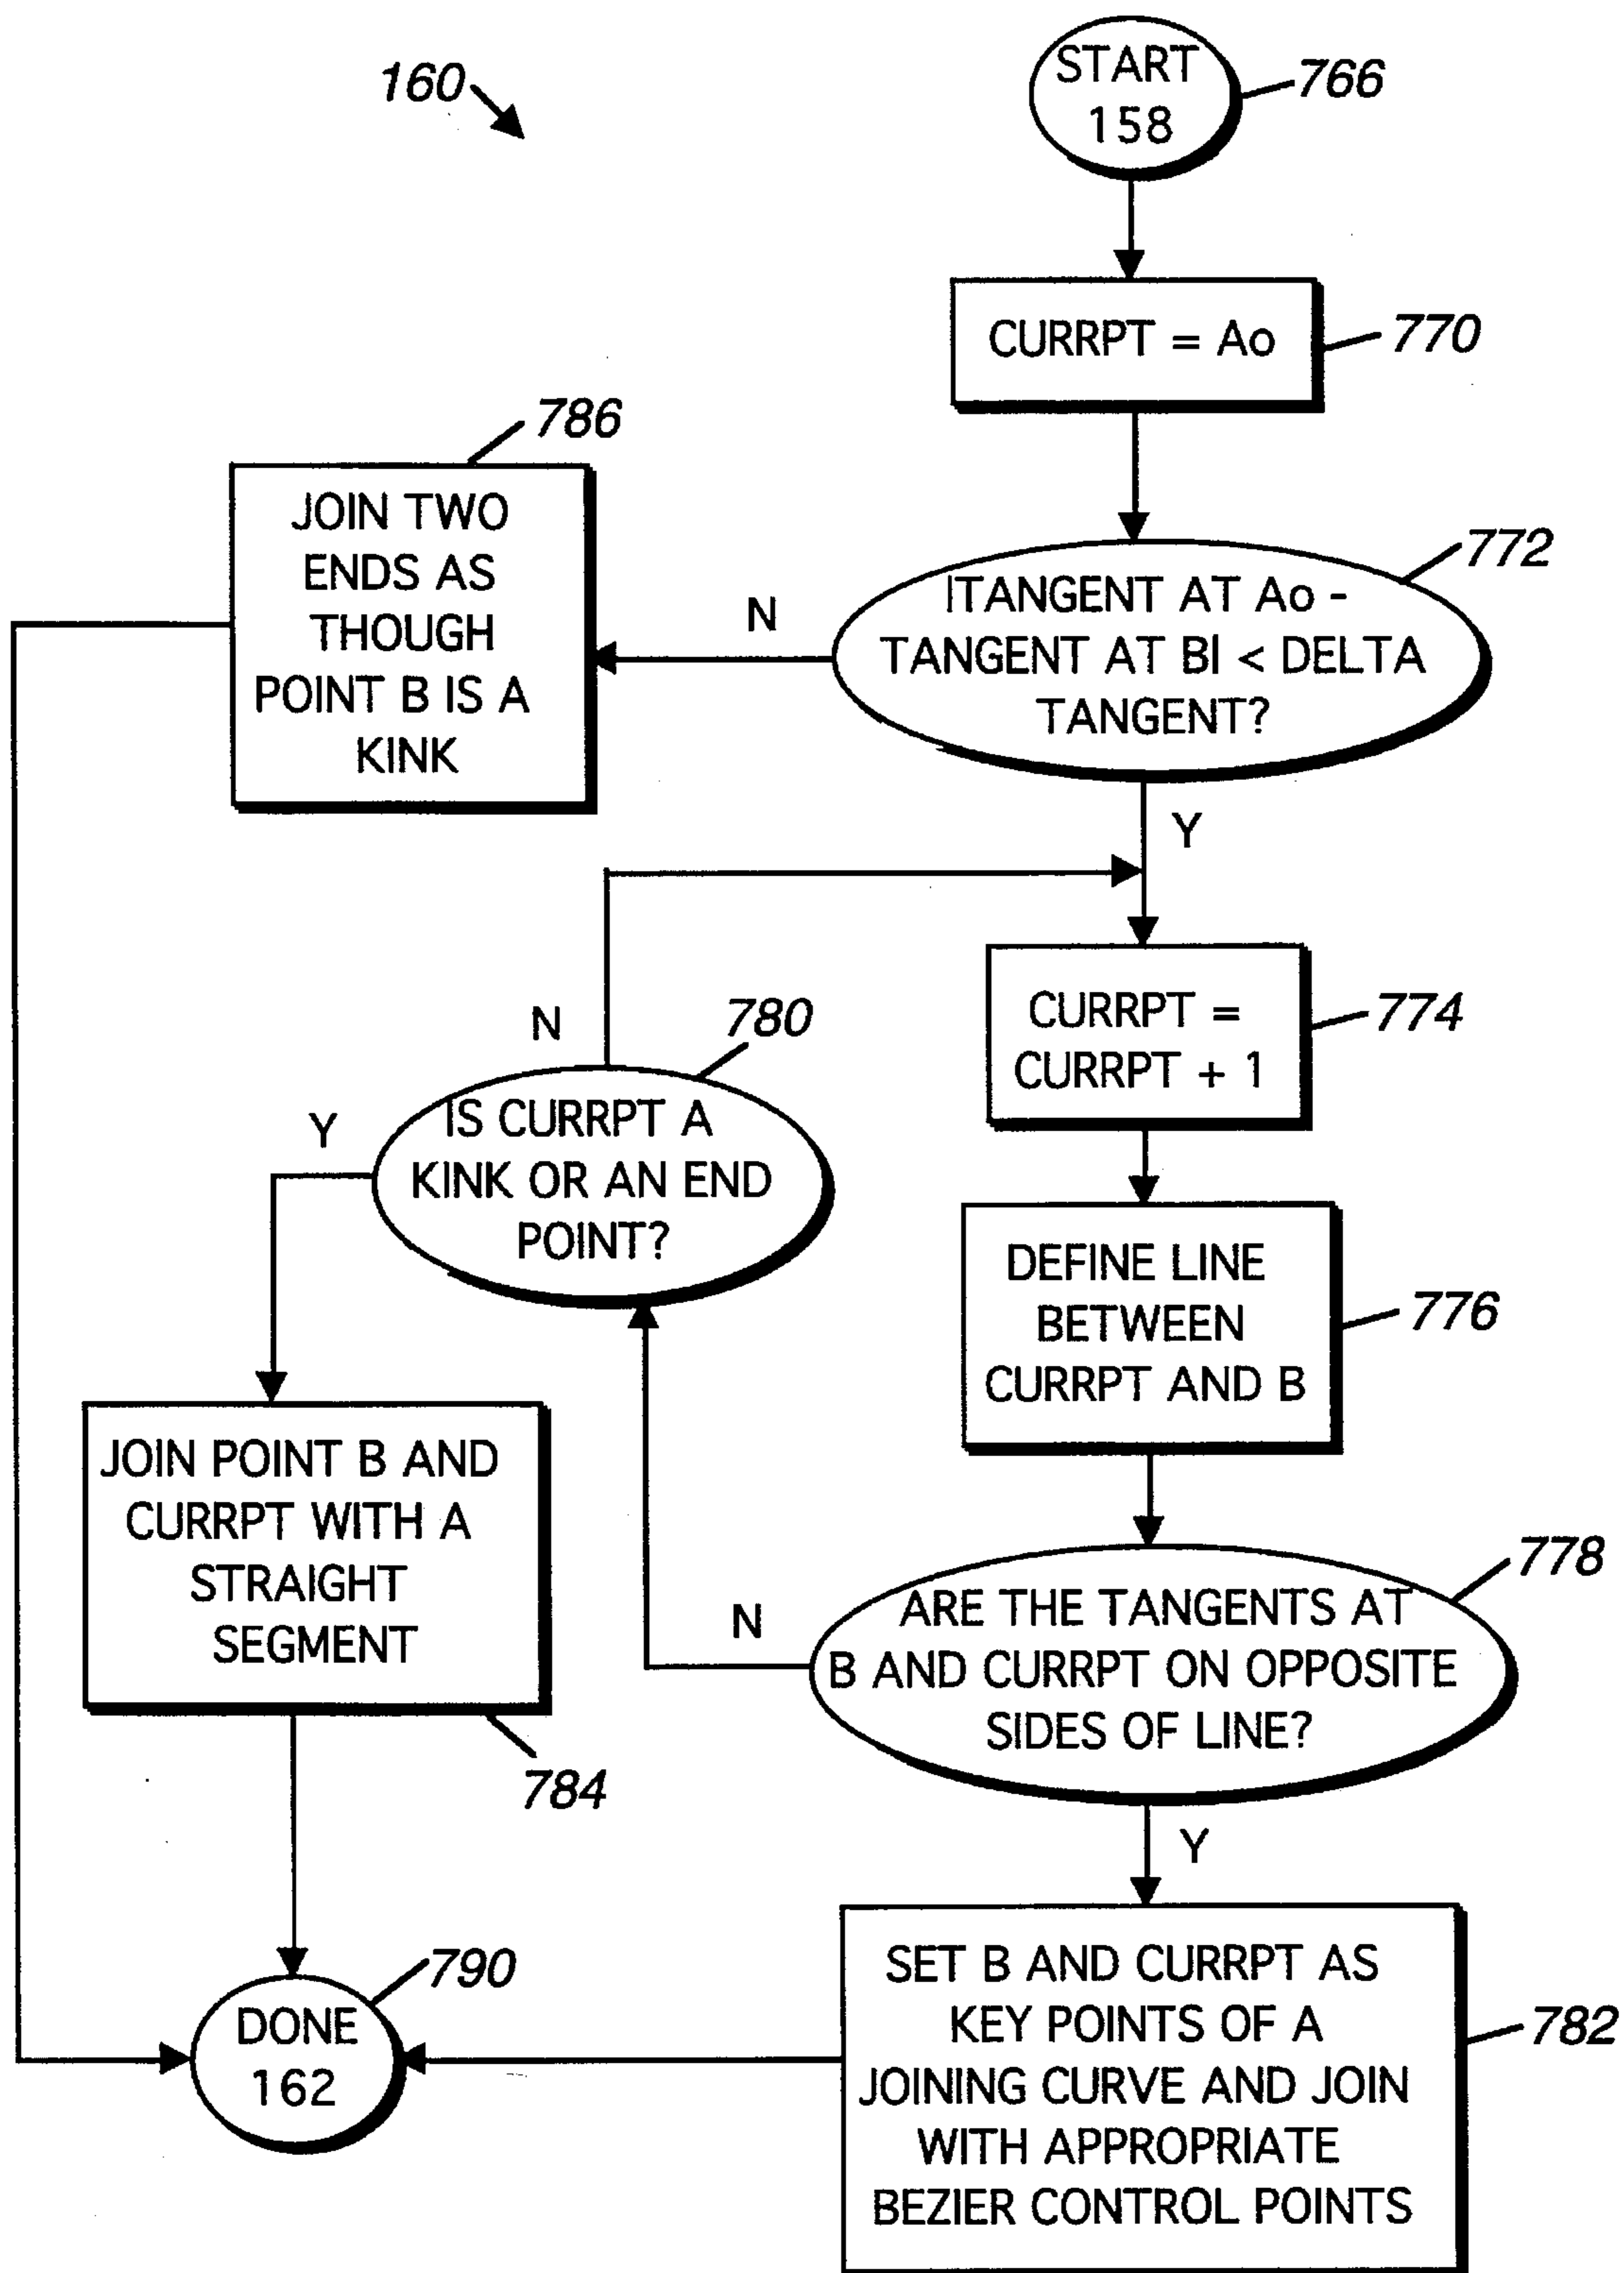 160
START
158
766
CURRPT = Ao
770
786
JOIN TWO
ENDS AS
THOUGH
POINT B IS A
KINK
N
772
|TANGENT AT Ao -
TANGENT AT B| < DELTA
TANGENT?
Y
CURRPT =
CURRPT + 1
774
N
780
IS CURRPT A
KINK OR AN END
POINT?
Y
DEFINE LINE
BETWEEN
CURRPT AND B
776
JOIN POINT B AND
CURRPT WITH A
STRAIGHT
SEGMENT
784
778
ARE THE TANGENTS AT
B AND CURRPT ON OPPOSITE
SIDES OF LINE?
N
Y
790
DONE
162
SET B AND CURRPT AS
KEY POINTS OF A
JOINING CURVE AND JOIN
WITH APPROPRIATE
BEZIER CONTROL POINTS
782